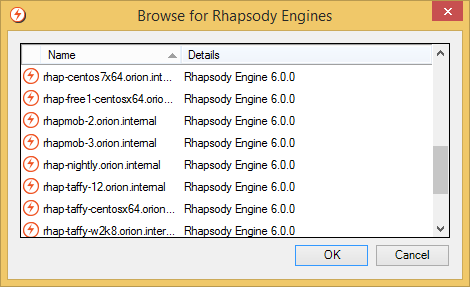 Browse for Rhapsody Engines
Name Details
rhap-centos7x64.orion.int... Rhapsody Engine 6.0.0
rhap-free1-centosx64.orio... Rhapsody Engine 6.0.0
rhapmob-2.orion.internal Rhapsody Engine 6.0.0
rhapmob-3.orion.internal Rhapsody Engine 6.0.0
rhap-nightly.orion.internal Rhapsody Engine 6.0.0
rhap-taffy-12.orion.internal Rhapsody Engine 6.0.0
rhap-taffy-centosx64.orion... Rhapsody Engine 6.0.0
rhap-taffy-w2k8.orion.inter... Rhapsody Engine 6.0.0
OK Cancel